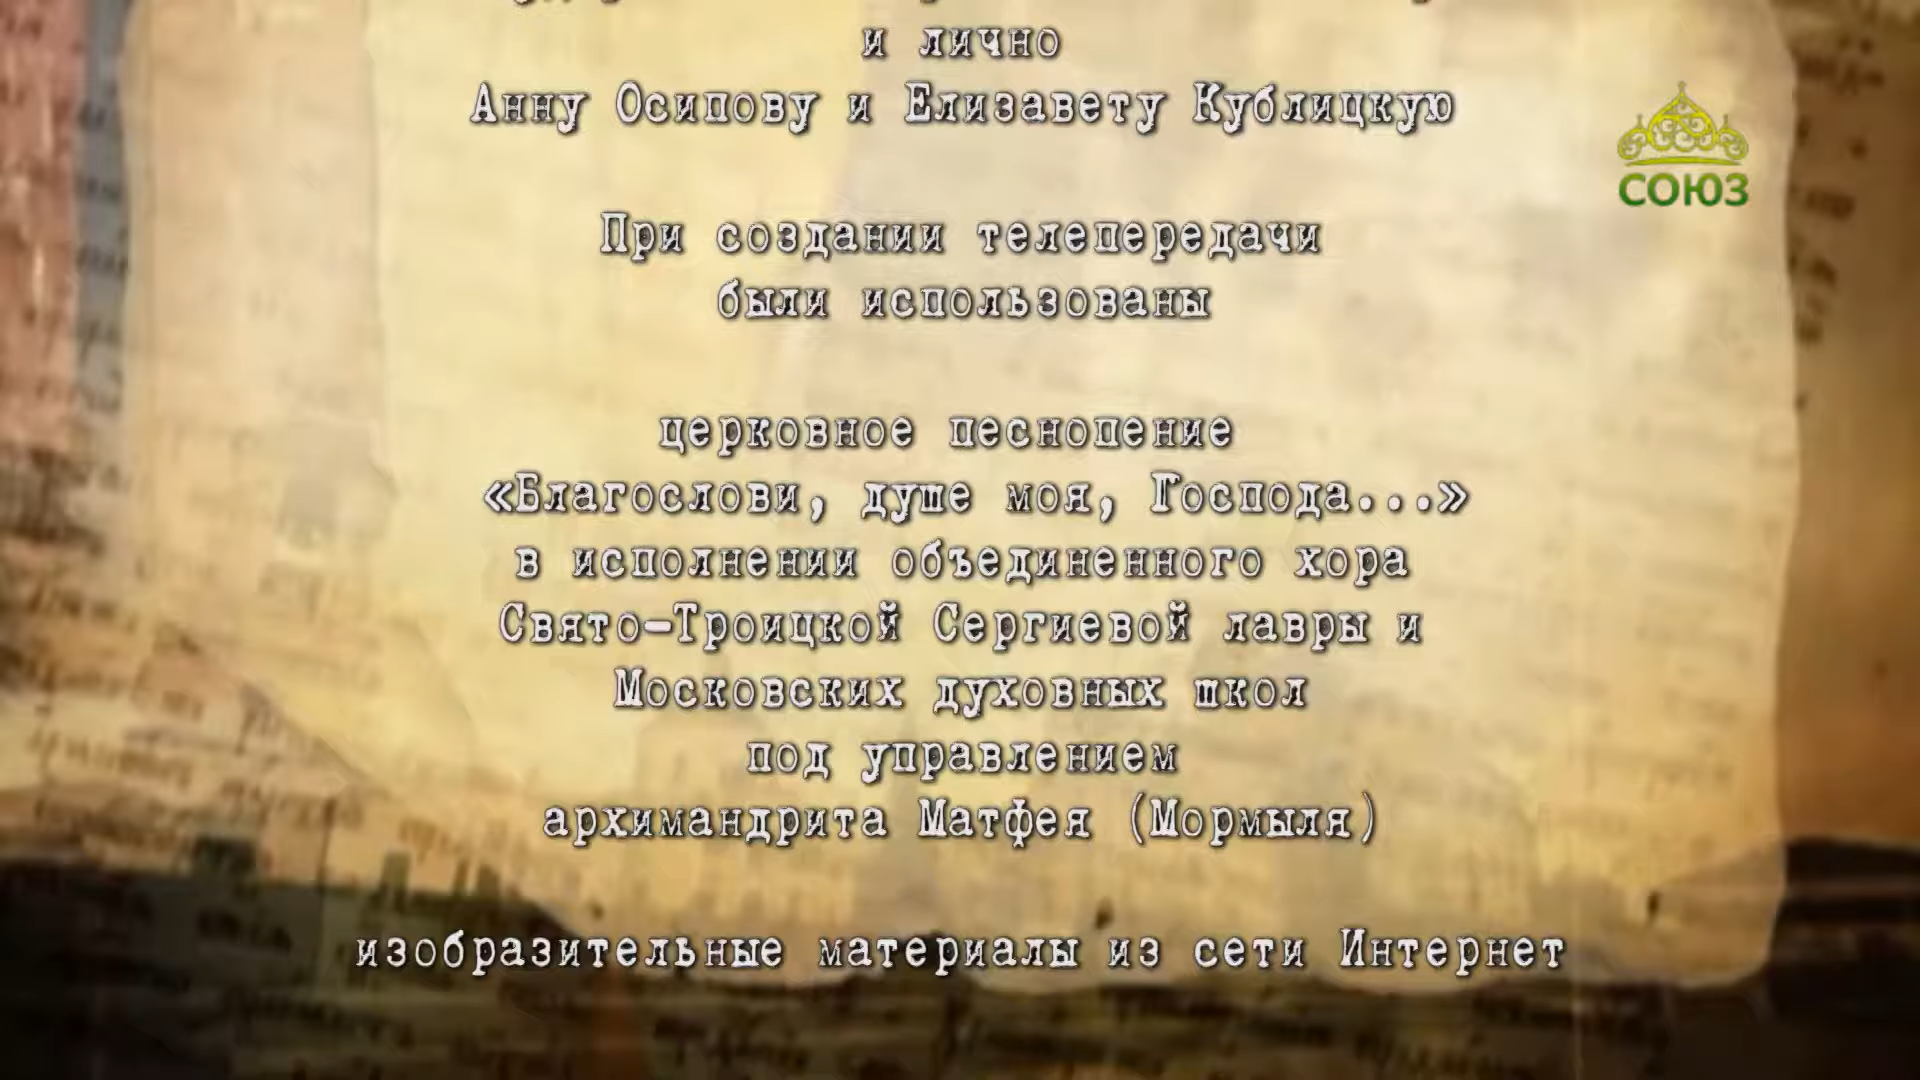 и лично
Анну Осипову и Елизавету Кублицкую
СОЮЗ
При создании телепередачи
были использованы
церковное песнопение
«Благослови, душе моя, Господа...»
в исполнении объединенного хора
Свято-Троицкой Сергиевой лавры и
Московских духовных школ
под управлением
архимандрита Матфея (Мормыля)
изобразительные материалы из сети Интернет